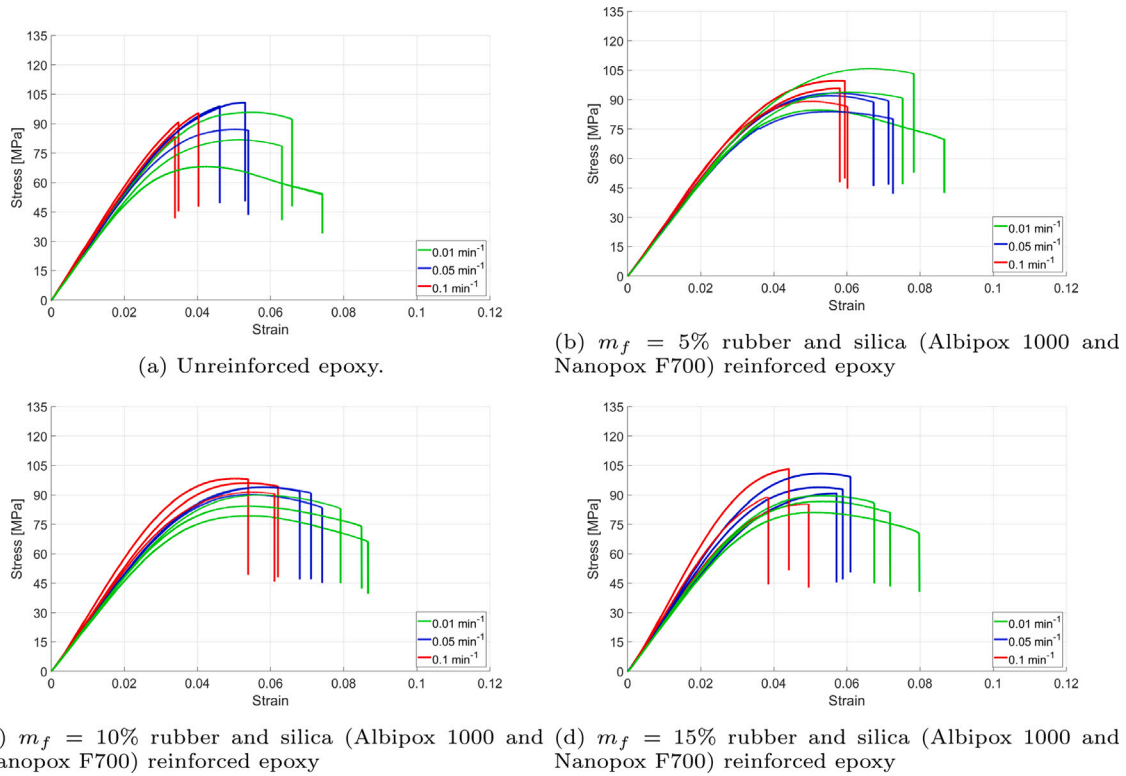 135
120
105
90
75
60
45
30
15
0
Stress [MPa]
0 0.02 0.04 0.06 0.08 0.1 0.12
Strain
0.01 min⁻¹
0.05 min⁻¹
0.1 min⁻¹
(a) Unreinforced epoxy.
135
120
105
90
75
60
45
30
15
0
Stress [MPa]
0 0.02 0.04 0.06 0.08 0.1 0.12
Strain
0.01 min⁻¹
0.05 min⁻¹
0.1 min⁻¹
(b) m_f = 5% rubber and silica (Albipox 1000 and
Nanopox F700) reinforced epoxy
135
120
105
90
75
60
45
30
15
0
Stress [MPa]
0 0.02 0.04 0.06 0.08 0.1 0.12
Strain
0.01 min⁻¹
0.05 min⁻¹
0.1 min⁻¹
) m_f = 10% rubber and silica (Albipox 1000 and
anopox F700) reinforced epoxy
135
120
105
90
75
60
45
30
15
0
Stress [MPa]
0 0.02 0.04 0.06 0.08 0.1 0.12
Strain
0.01 min⁻¹
0.05 min⁻¹
0.1 min⁻¹
(d) m_f = 15% rubber and silica (Albipox 1000 and
Nanopox F700) reinforced epoxy